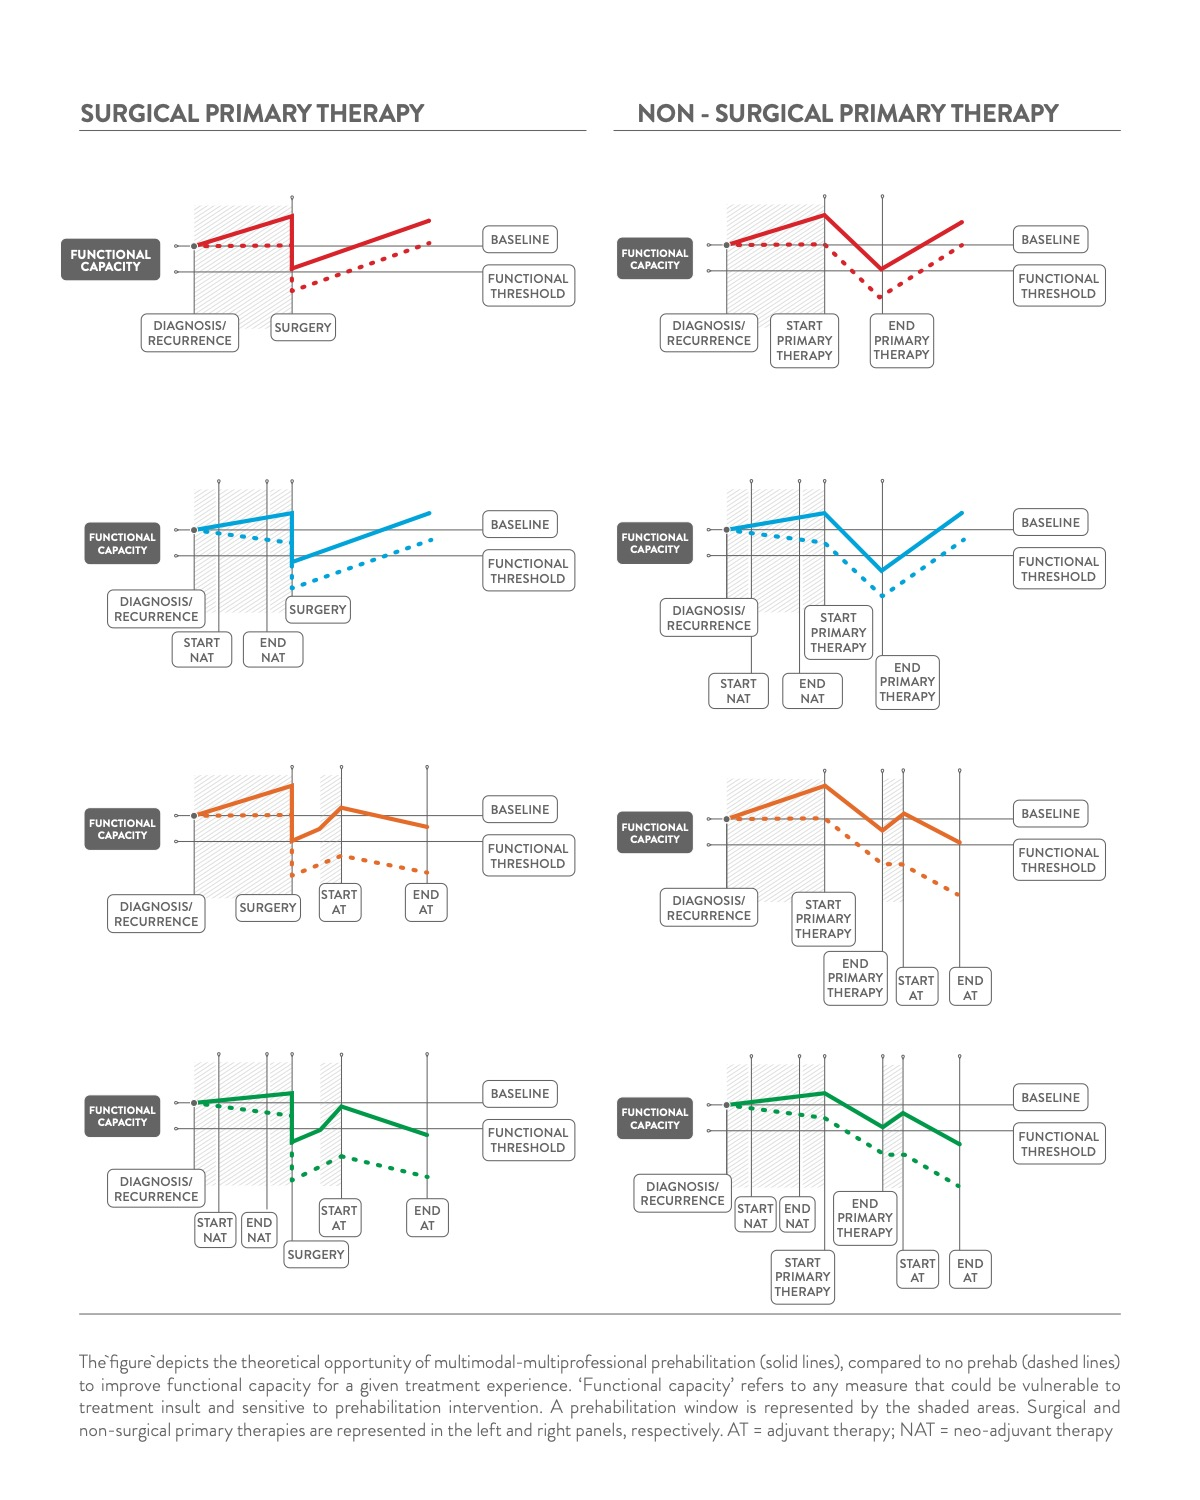 SURGICAL PRIMARY THERAPY
NON - SURGICAL PRIMARY THERAPY
FUNCTIONAL
CAPACITY
BASELINE
FUNCTIONAL
THRESHOLD
DIAGNOSIS/
RECURRENCE
SURGERY
FUNCTIONAL
CAPACITY
BASELINE
FUNCTIONAL
THRESHOLD
DIAGNOSIS/
RECURRENCE
START
PRIMARY
THERAPY
END
PRIMARY
THERAPY
FUNCTIONAL
CAPACITY
BASELINE
FUNCTIONAL
THRESHOLD
DIAGNOSIS/
RECURRENCE
SURGERY
START
NAT
END
NAT
FUNCTIONAL
CAPACITY
BASELINE
FUNCTIONAL
THRESHOLD
DIAGNOSIS/
RECURRENCE
START
PRIMARY
THERAPY
END
PRIMARY
THERAPY
START
NAT
END
NAT
FUNCTIONAL
CAPACITY
BASELINE
FUNCTIONAL
THRESHOLD
DIAGNOSIS/
RECURRENCE
SURGERY
START
AT
END
AT
FUNCTIONAL
CAPACITY
BASELINE
FUNCTIONAL
THRESHOLD
DIAGNOSIS/
RECURRENCE
START
PRIMARY
THERAPY
END
PRIMARY
THERAPY
START
AT
END
AT
FUNCTIONAL
CAPACITY
BASELINE
FUNCTIONAL
THRESHOLD
DIAGNOSIS/
RECURRENCE
START
NAT
END
NAT
SURGERY
START
AT
END
AT
FUNCTIONAL
CAPACITY
BASELINE
FUNCTIONAL
THRESHOLD
DIAGNOSIS/
RECURRENCE
START
NAT
END
NAT
END
PRIMARY
THERAPY
START
PRIMARY
THERAPY
START
AT
END
AT
The`figure`depicts the theoretical opportunity of multimodal-multiprofessional prehabilitation (solid lines), compared to no prehab (dashed lines)
to improve functional capacity for a given treatment experience. ‘Functional capacity’ refers to any measure that could be vulnerable to
treatment insult and sensitive to prehabilitation intervention. A prehabilitation window is represented by the shaded areas. Surgical and
non-surgical primary therapies are represented in the left and right panels, respectively. AT = adjuvant therapy; NAT = neo-adjuvant therapy